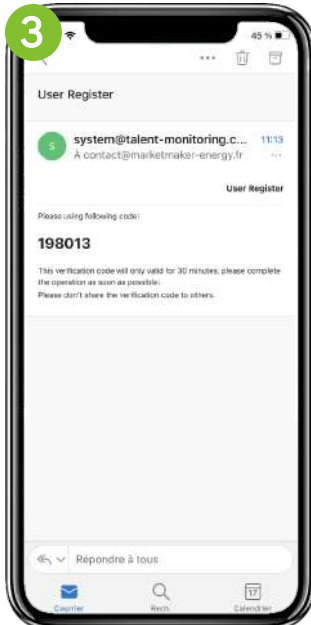 3
45 %
User Register
S
system@talent-monitoring.c... 11:13
À contact@marketmaker-energy.fr
User Register
Please using following code:
198013
This verification code will only valid for 30 minutes, please complete
the operation as soon as possible.
Please don't share the verification code to others.
Répondre à tous
17
Courrier Rech. Calendrier